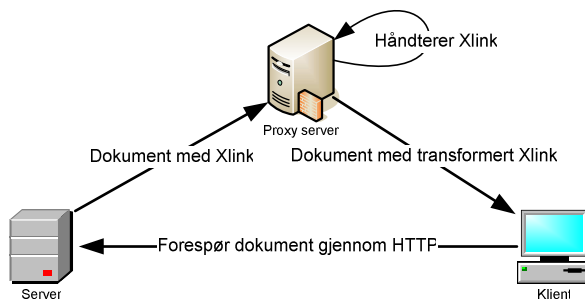 Håndterer Xlink
Proxy server
Dokument med Xlink
Dokument med transformert Xlink
Forespør dokument gjennom HTTP
Server
Klient